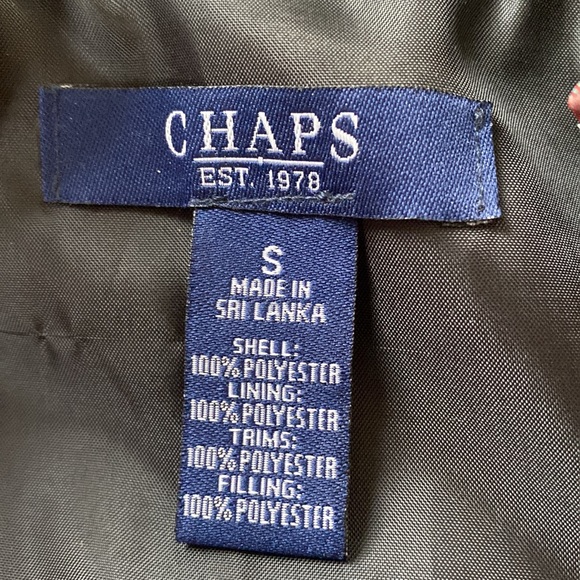 CHAPS
EST. 1978
S
MADE IN
SRI LANKA
SHELL:
100% POLYESTER
LINING:
100% POLYESTER
TRIMS:
100% POLYESTER
FILLING:
100% POLYESTER